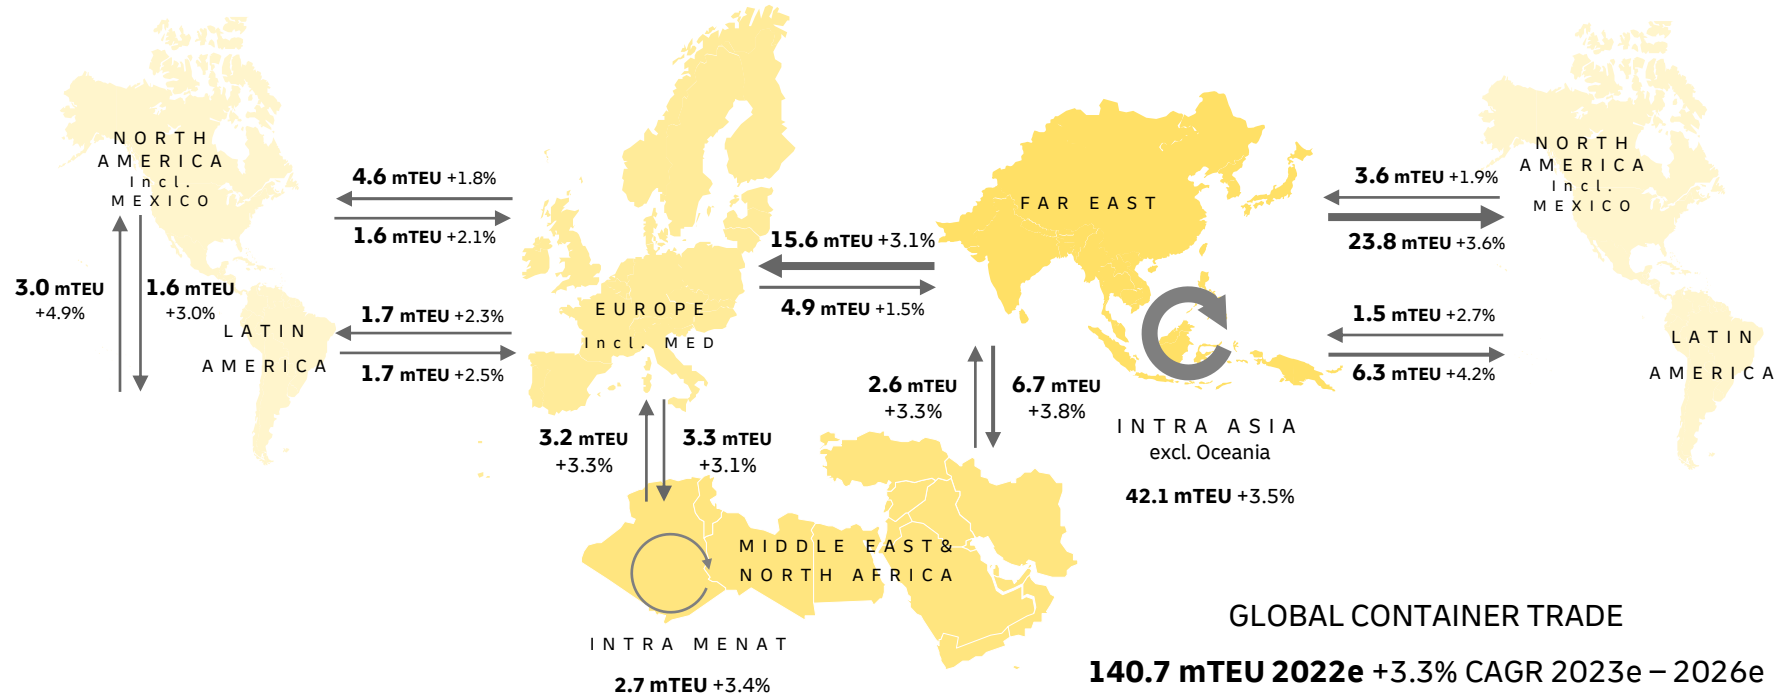 NORTH
AMERICA
Incl.
MEXICO
3.0 mTEU
+4.9%
1.6 mTEU
+3.0%
LATIN
AMERICA
4.6 mTEU +1.8%
1.6 mTEU +2.1%
1.7 mTEU +2.3%
1.7 mTEU +2.5%
EUROPE
Incl. MED
15.6 mTEU +3.1%
4.9 mTEU +1.5%
3.2 mTEU
+3.3%
3.3 mTEU
+3.1%
MIDDLE EAST&
NORTH AFRICA
INTRA MENAT
2.7 mTEU +3.4%
FAR EAST
2.6 mTEU
+3.3%
6.7 mTEU
+3.8%
INTRA ASIA
excl. Oceania
42.1 mTEU +3.5%
3.6 mTEU +1.9%
23.8 mTEU +3.6%
1.5 mTEU +2.7%
6.3 mTEU +4.2%
NORTH
AMERICA
Incl.
MEXICO
LATIN
AMERICA
GLOBAL CONTAINER TRADE
140.7 mTEU 2022e +3.3% CAGR 2023e – 2026e